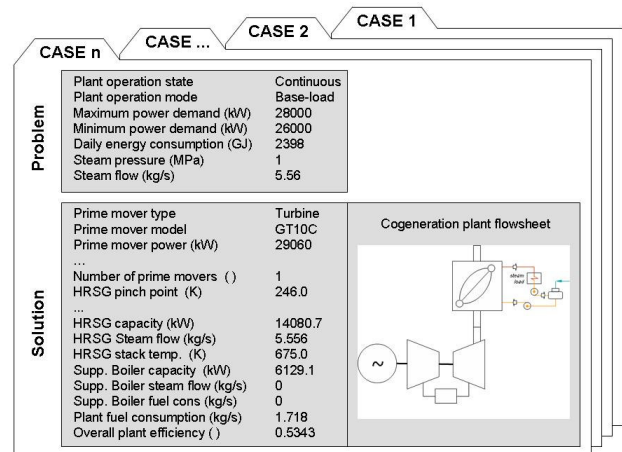 CASE 1
CASE 2
CASE ...
CASE n
Problem
Plant operation state Continuous
Plant operation mode Base-load
Maximum power demand (kW) 28000
Minimum power demand (kW) 26000
Daily energy consumption (GJ) 2398
Steam pressure (MPa) 1
Steam flow (kg/s) 5.56
Solution
Prime mover type Turbine
Prime mover model GT10C
Prime mover power (kW) 29060
...
Number of prime movers ( ) 1
HRSG pinch point (K) 246.0
...
HRSG capacity (kW) 14080.7
HRSG Steam flow (kg/s) 5.556
HRSG stack temp. (K) 675.0
Supp. Boiler capacity (kW) 6129.1
Supp. Boiler steam flow (kg/s) 0
Supp. Boiler fuel cons (kg/s) 0
Plant fuel consumption (kg/s) 1.718
Overall plant efficiency ( ) 0.5343
Cogeneration plant flowsheet
steam
load
~